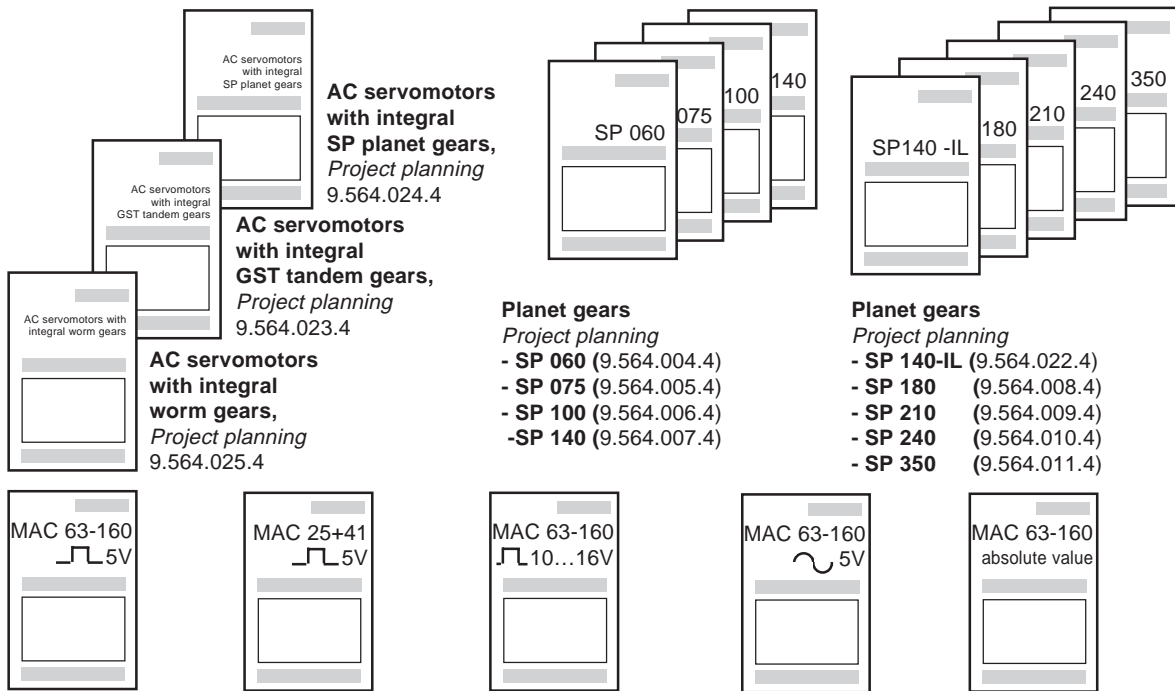 AC servomotors
with integral
SP planet gears
AC servomotors
with integral
SP planet gears,
Project planning
9.564.024.4
AC servomotors
with integral
GST tandem gears
AC servomotors
with integral
GST tandem gears,
Project planning
9.564.023.4
AC servomotors with
integral worm gears
AC servomotors
with integral
worm gears,
Project planning
9.564.025.4
SP 060
075
100
140
Planet gears
Project planning
- SP 060 (9.564.004.4)
- SP 075 (9.564.005.4)
- SP 100 (9.564.006.4)
-SP 140 (9.564.007.4)
SP140 -IL
180
210
240
350
Planet gears
Project planning
- SP 140-IL (9.564.022.4)
- SP 180 (9.564.008.4)
- SP 210 (9.564.009.4)
- SP 240 (9.564.010.4)
- SP 350 (9.564.011.4)
MAC 63-160
5V
MAC 25+41
5V
MAC 63-160
10...16V
MAC 63-160
5V
MAC 63-160
absolute value